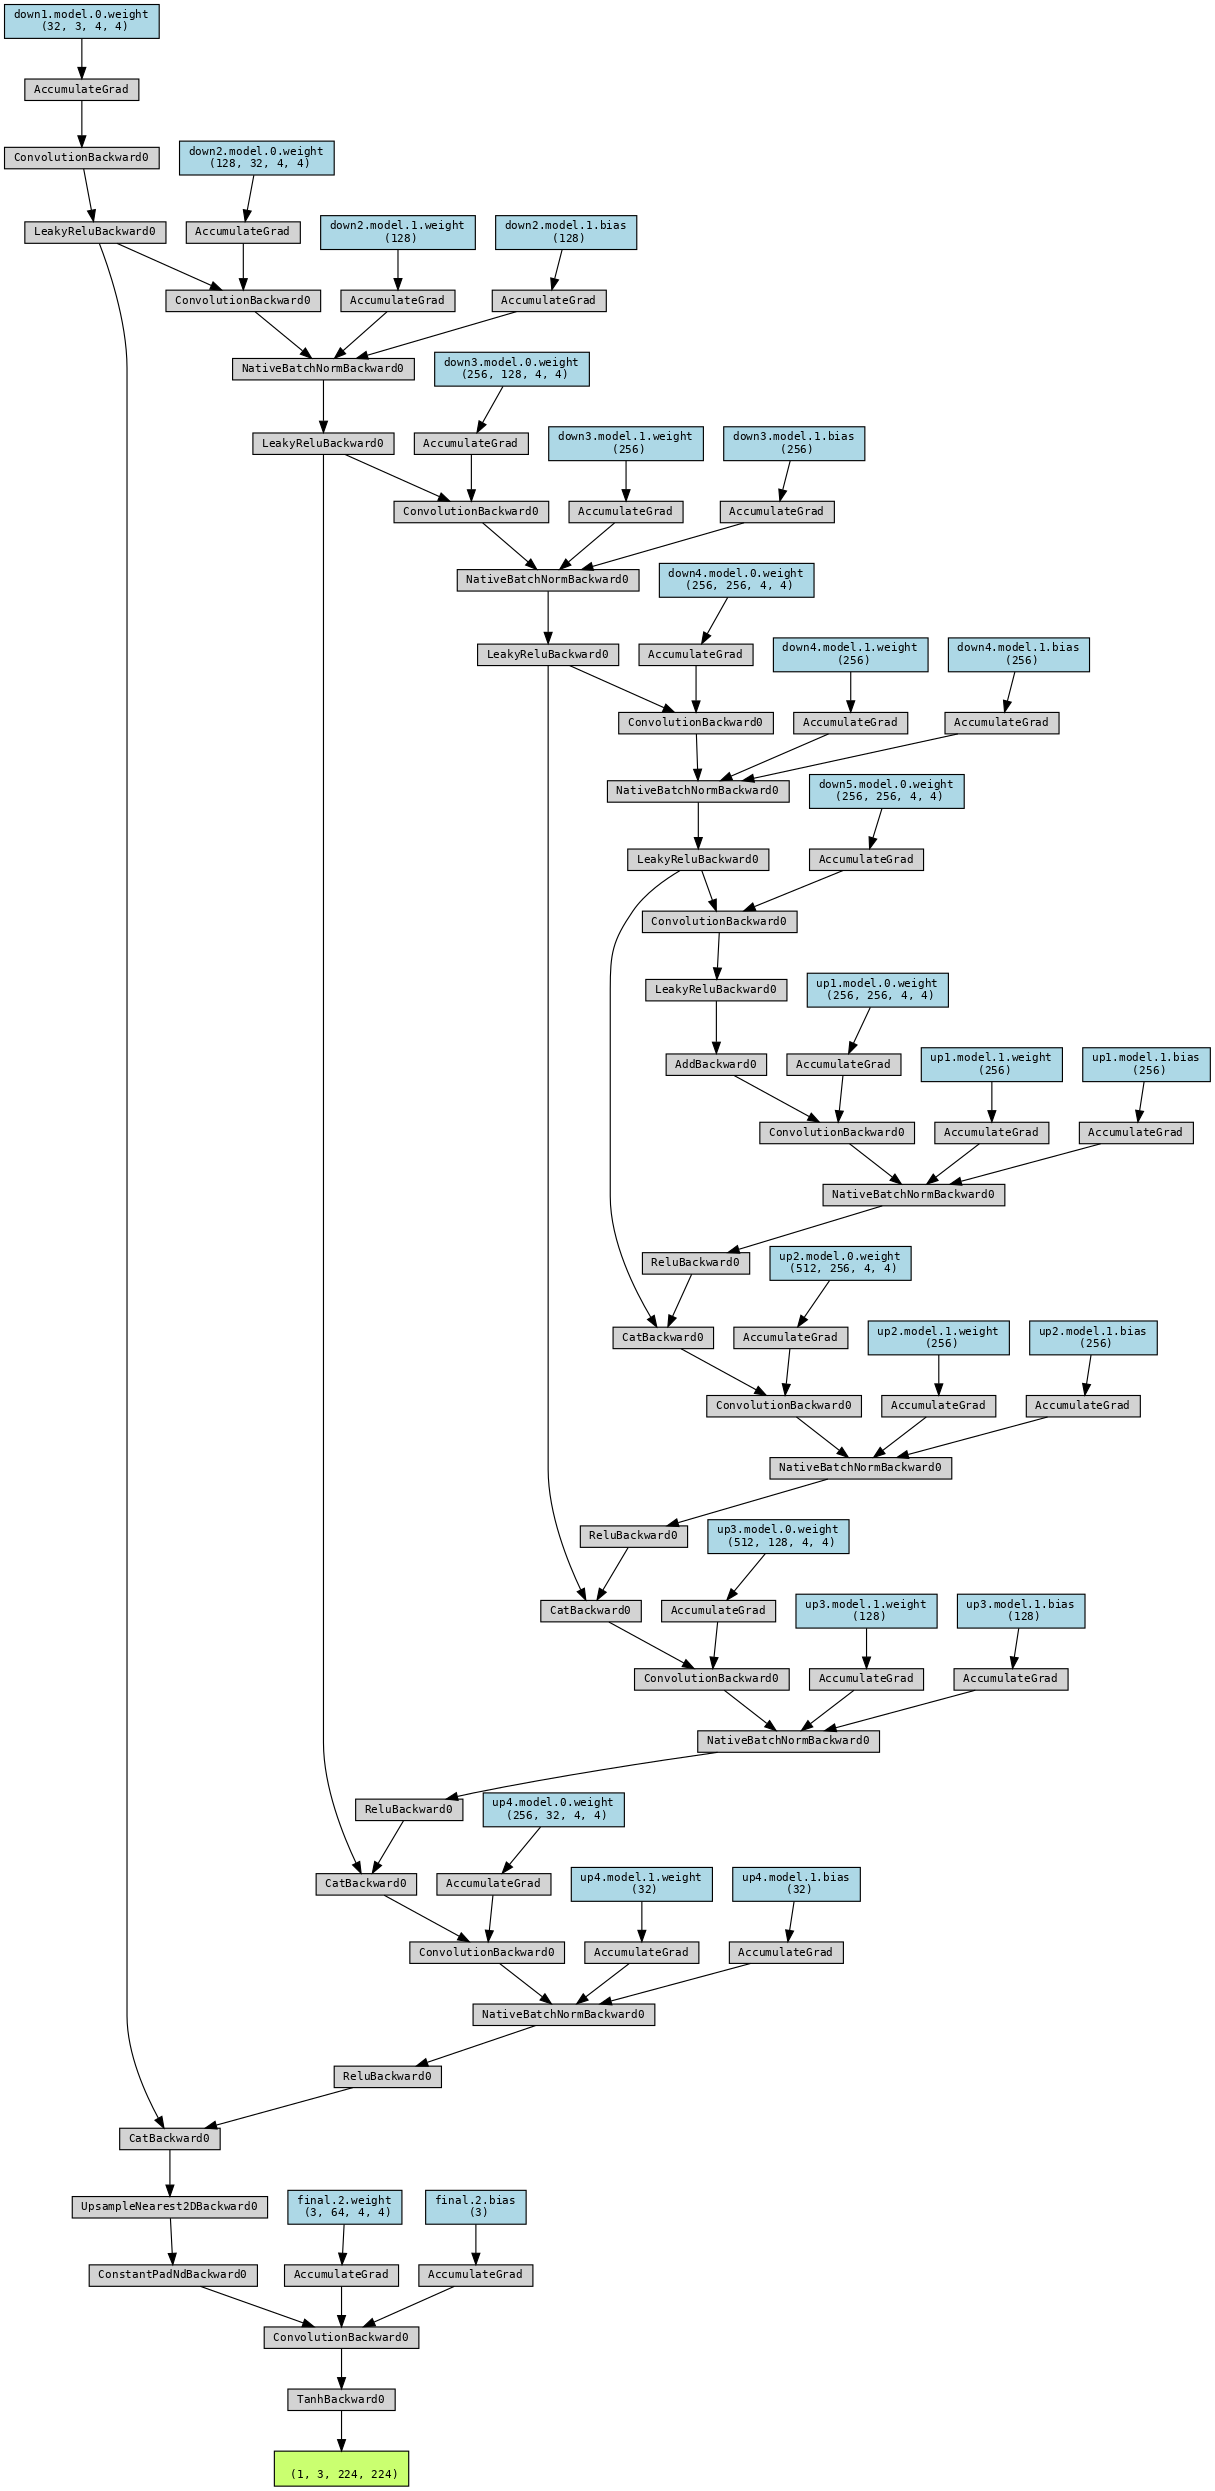 down1.model.0.weight
(32, 3, 4, 4)
AccumulateGrad
ConvolutionBackward0
down2.model.0.weight
(128, 32, 4, 4)
LeakyReluBackward0
AccumulateGrad
down2.model.1.weight
(128)
down2.model.1.bias
(128)
ConvolutionBackward0
AccumulateGrad
AccumulateGrad
NativeBatchNormBackward0
down3.model.0.weight
(256, 128, 4, 4)
LeakyReluBackward0
AccumulateGrad
down3.model.1.weight
(256)
down3.model.1.bias
(256)
ConvolutionBackward0
AccumulateGrad
AccumulateGrad
NativeBatchNormBackward0
down4.model.0.weight
(256, 256, 4, 4)
LeakyReluBackward0
AccumulateGrad
down4.model.1.weight
(256)
down4.model.1.bias
(256)
ConvolutionBackward0
AccumulateGrad
AccumulateGrad
NativeBatchNormBackward0
down5.model.0.weight
(256, 256, 4, 4)
LeakyReluBackward0
AccumulateGrad
ConvolutionBackward0
LeakyReluBackward0
up1.model.0.weight
(256, 256, 4, 4)
AddBackward0
AccumulateGrad
up1.model.1.weight
(256)
up1.model.1.bias
(256)
ConvolutionBackward0
AccumulateGrad
AccumulateGrad
NativeBatchNormBackward0
ReluBackward0
up2.model.0.weight
(512, 256, 4, 4)
CatBackward0
AccumulateGrad
up2.model.1.weight
(256)
up2.model.1.bias
(256)
ConvolutionBackward0
AccumulateGrad
AccumulateGrad
NativeBatchNormBackward0
ReluBackward0
up3.model.0.weight
(512, 128, 4, 4)
CatBackward0
AccumulateGrad
up3.model.1.weight
(128)
up3.model.1.bias
(128)
ConvolutionBackward0
AccumulateGrad
AccumulateGrad
NativeBatchNormBackward0
ReluBackward0
up4.model.0.weight
(256, 32, 4, 4)
CatBackward0
AccumulateGrad
up4.model.1.weight
(32)
up4.model.1.bias
(32)
ConvolutionBackward0
AccumulateGrad
AccumulateGrad
NativeBatchNormBackward0
ReluBackward0
CatBackward0
UpsampleNearest2DBackward0
final.2.weight
(3, 64, 4, 4)
final.2.bias
(3)
ConstantPadNdBackward0
AccumulateGrad
AccumulateGrad
ConvolutionBackward0
TanhBackward0
(1, 3, 224, 224)